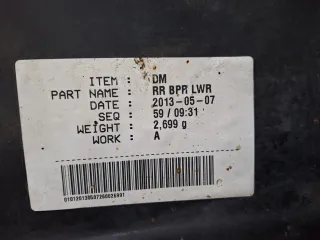 ITEM : DM
PART NAME : RR BPR LWR
DATE : 2013-05-07
SEQ : 59 / 09:31
WEIGHT : 2,699 g
WORK : A